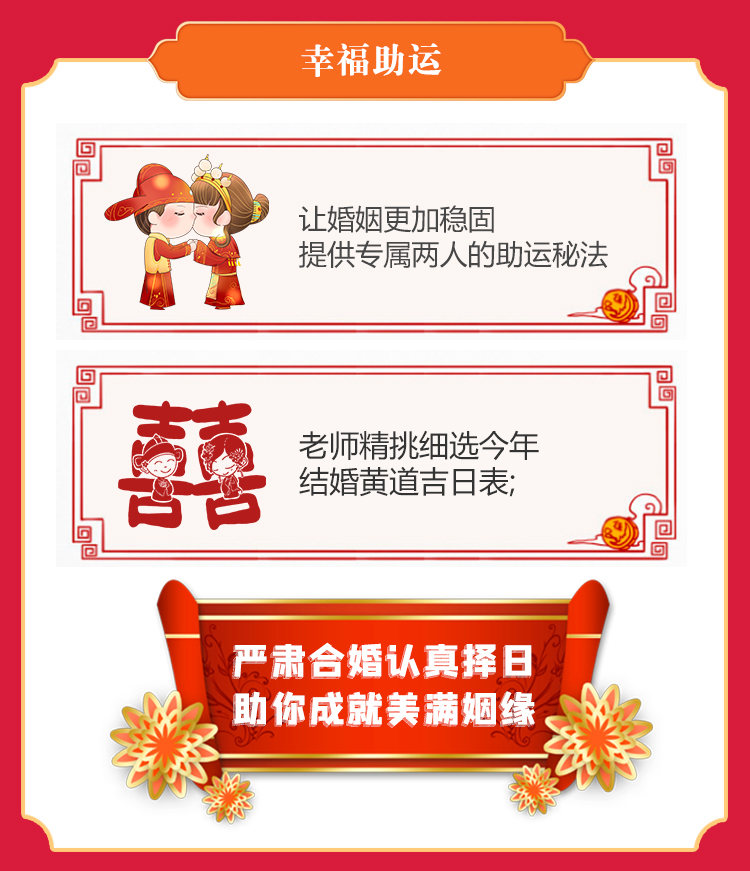 幸福助运
让婚姻更加稳固
提供专属两人的助运秘法
囍
老师精挑细选今年
结婚黄道吉日表;
严肃合婚认真择日
助你成就美满姻缘